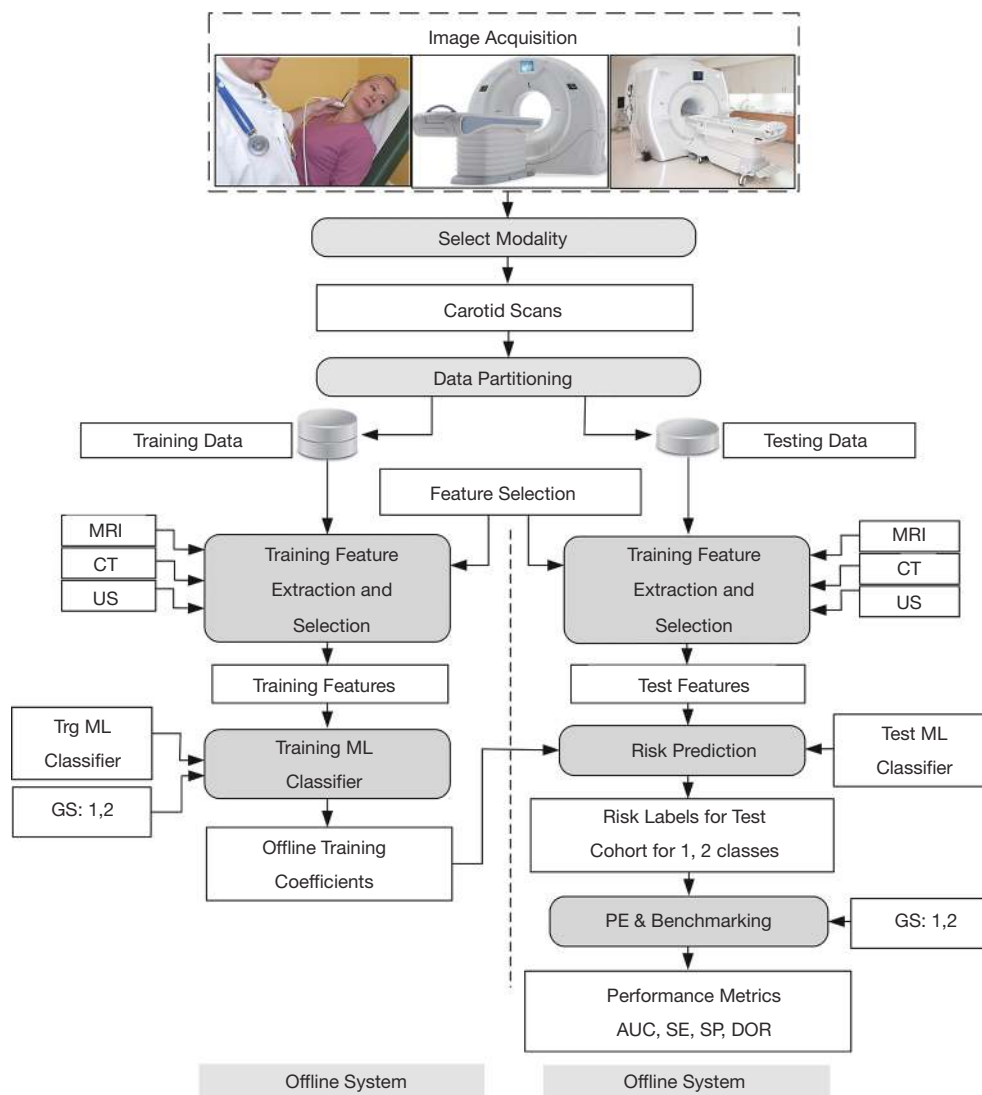 Image Acquisition
Select Modality
Carotid Scans
Data Partitioning
Training Data
Testing Data
Feature Selection
MRI
CT
US
Training Feature
Extraction and
Selection
Training Feature
Extraction and
Selection
MRI
CT
US
Training Features
Test Features
Trg ML
Classifier
GS: 1,2
Training ML
Classifier
Risk Prediction
Test ML
Classifier
Offline Training
Coefficients
Risk Labels for Test
Cohort for 1, 2 classes
PE & Benchmarking
GS: 1,2
Performance Metrics
AUC, SE, SP, DOR
Offline System
Offline System